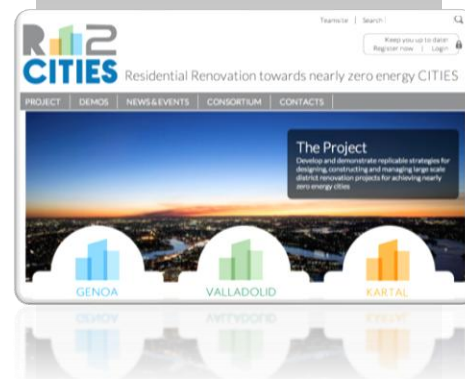 Teamsite | Search
Keep you up to date!
Register now | Login
R2
CITIES Residential Renovation towards nearly zero energy CITIES
PROJECT DEMOS NEWS & EVENTS CONSORTIUM CONTACTS
The Project
Develop and demonstrate replicable strategies for
designing, constructing and managing large scale
district renovation projects for achieving nearly
zero energy cities
GENOA VALLADOLID KARTAL